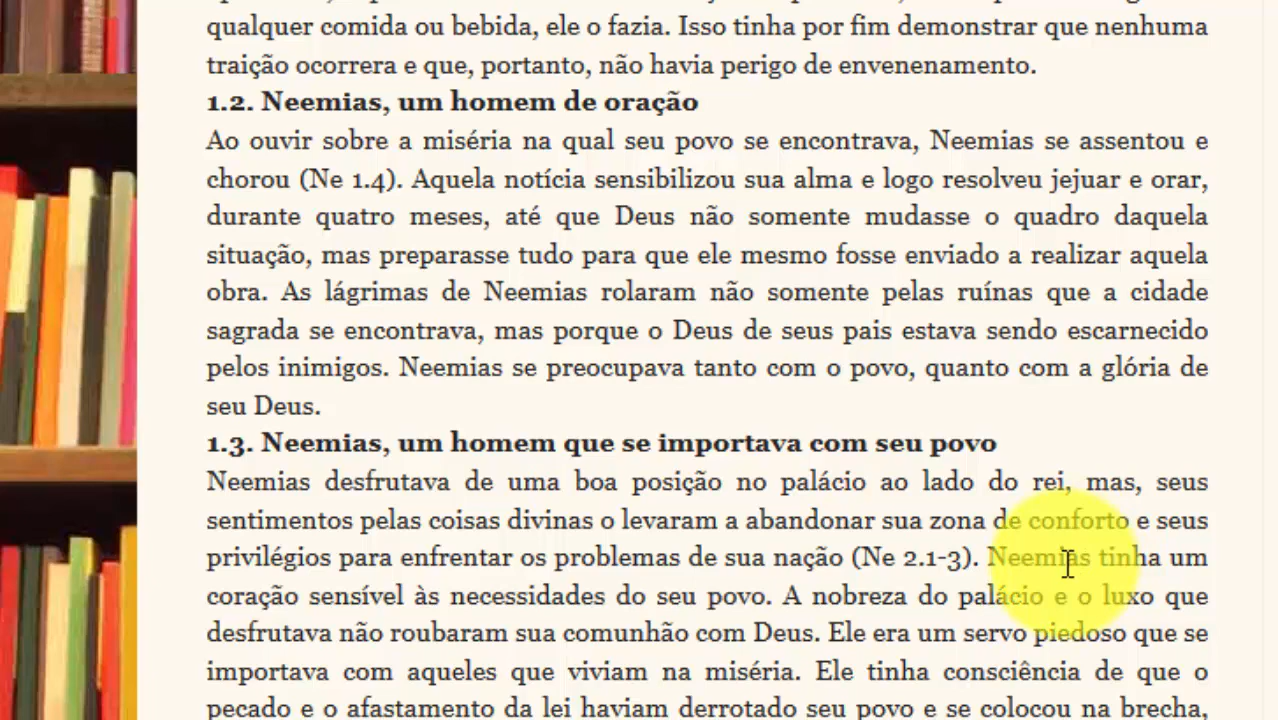 qualquer comida ou bebida, ele o fazia. Isso tinha por fim demonstrar que nenhuma
traição ocorrera e que, portanto, não havia perigo de envenenamento.
1.2. Neemias, um homem de oração
Ao ouvir sobre a miséria na qual seu povo se encontrava, Neemias se assentou e
chorou (Ne 1.4). Aquela notícia sensibilizou sua alma e logo resolveu jejuar e orar,
durante quatro meses, até que Deus não somente mudasse o quadro daquela
situação, mas preparasse tudo para que ele mesmo fosse enviado a realizar aquela
obra. As lágrimas de Neemias rolaram não somente pelas ruínas que a cidade
sagrada se encontrava, mas porque o Deus de seus pais estava sendo escarnecido
pelos inimigos. Neemias se preocupava tanto com o povo, quanto com a glória de
seu Deus.
1.3. Neemias, um homem que se importava com seu povo
Neemias desfrutava de uma boa posição no palácio ao lado do rei, mas, seus
sentimentos pelas coisas divinas o levaram a abandonar sua zona de conforto e seus
privilégios para enfrentar os problemas de sua nação (Ne 2.1-3). Neemias tinha um
coração sensível às necessidades do seu povo. A nobreza do palácio e o luxo que
desfrutava não roubaram sua comunhão com Deus. Ele era um servo piedoso que se
importava com aqueles que viviam na miséria. Ele tinha consciência de que o
pecado e o afastamento da lei haviam derrotado seu povo e se colocou na brecha,